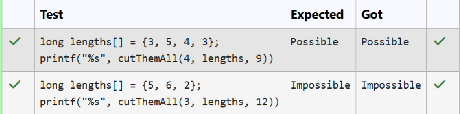 Test Expected Got
long lengths[] = {3, 5, 4, 3}; Possible Possible
printf("%s", cutThemAll(4, lengths, 9))
long lengths[] = {5, 6, 2}; Impossible Impossible
printf("%s", cutThemAll(3, lengths, 12))